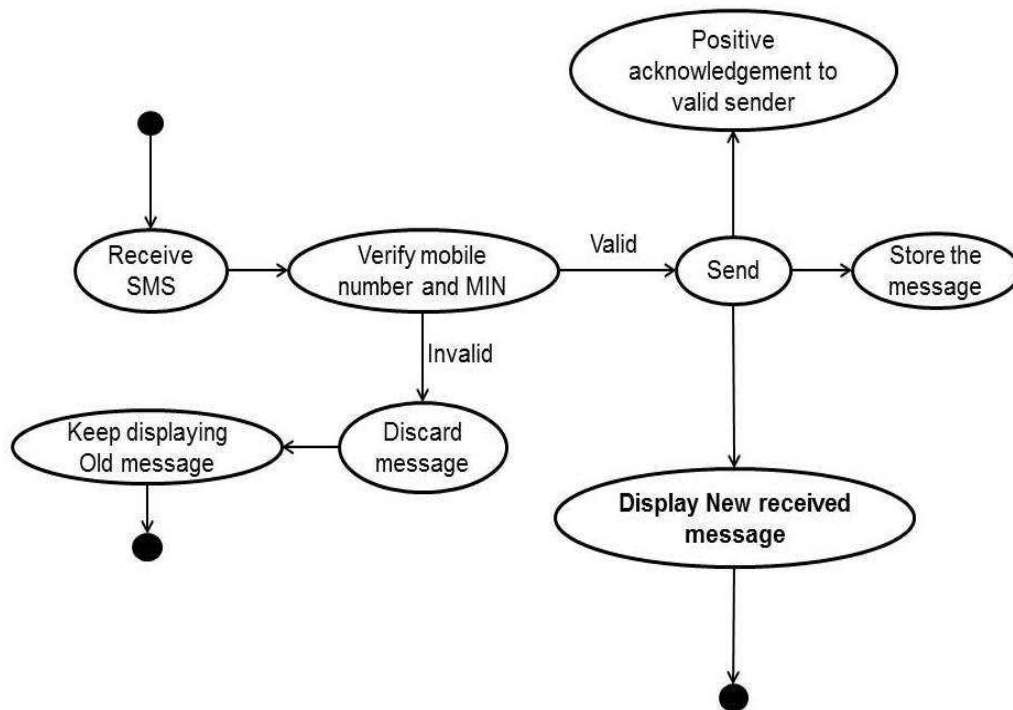 Positive
acknowledgement to
valid sender
Receive
SMS
Verify mobile
number and MIN
Valid
Send
Store the
message
Invalid
Keep displaying
Old message
Discard
message
Display New received
message